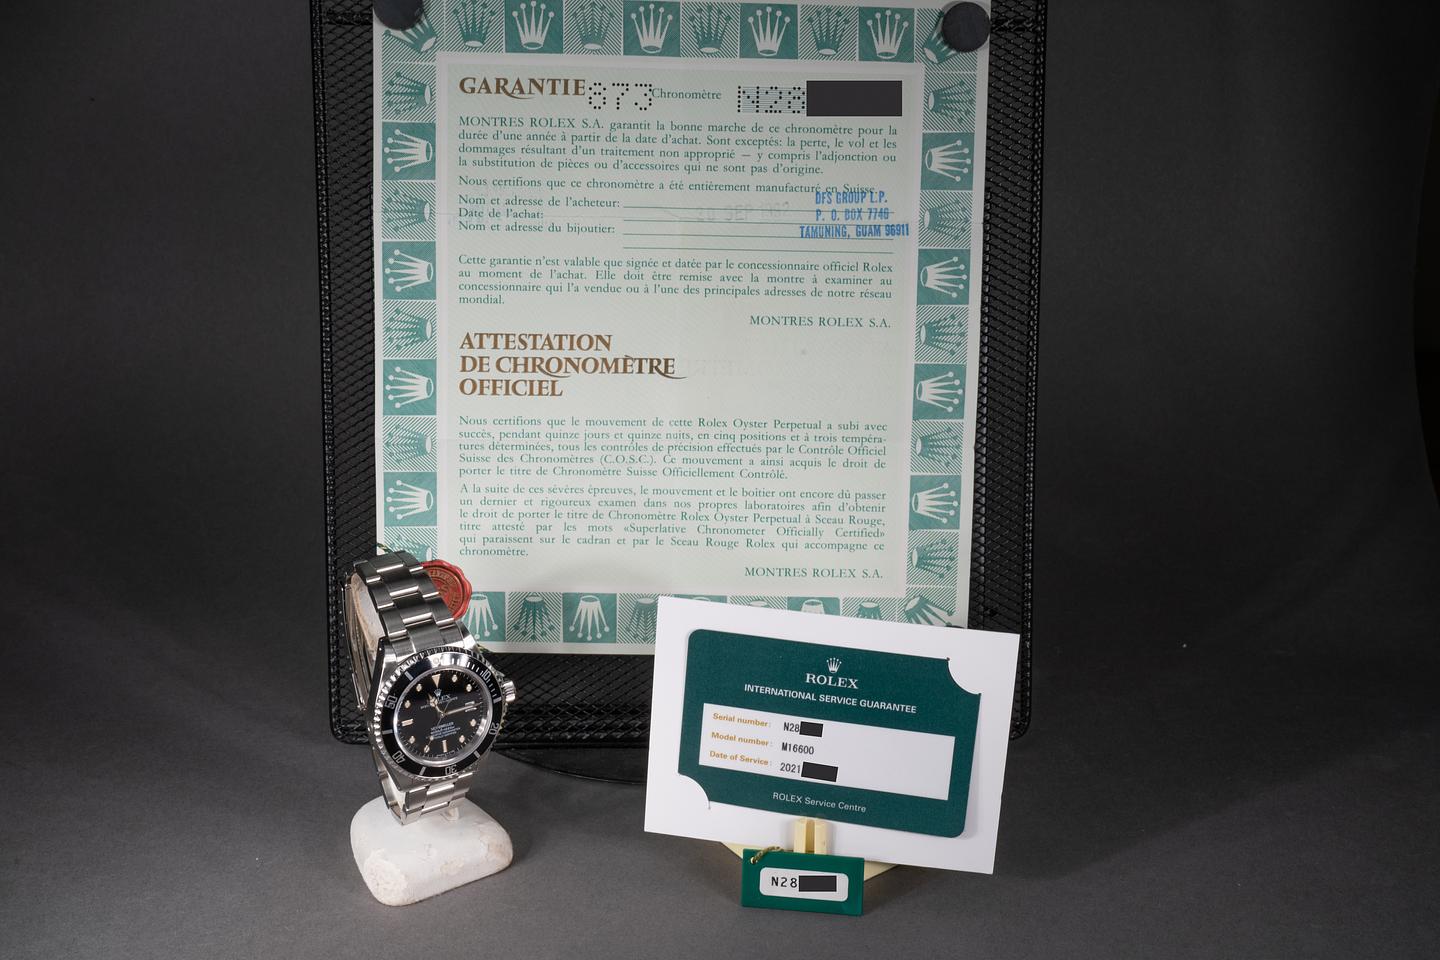 GARANTIE 873 Chronomètre N28
MONTRES ROLEX S.A. garantit la bonne marche de ce chronomètre pour la
durée d'une année à partir de la date d'achat. Sont exceptés: la perte, le vol et les
dommages résultant d'un traitement non approprié — y compris l'adjonction ou
la substitution de pièces ou d'accessoires qui ne sont pas d'origine.
Nous certifions que ce chronomètre a été entièrement manufacturé en Suisse.
Nom et adresse de l'acheteur:
Date de l'achat:
Nom et adresse du bijoutier:
DFS GROUP L.P.
P. O. BOX 7746
TAMUNING, GUAM 96911
Cette garantie n'est valable que signée et datée par le concessionnaire officiel Rolex
au moment de l'achat. Elle doit être remise avec la montre à examiner au
concessionnaire qui l'a vendue ou à l'une des principales adresses de notre réseau
mondial.
MONTRES ROLEX S.A.
ATTESTATION
DE CHRONOMÈTRE
OFFICIEL
Nous certifions que le mouvement de cette Rolex Oyster Perpetual a subi avec
succès, pendant quinze jours et quinze nuits, en cinq positions et à trois tempéra-
tures déterminées, tous les contrôles de précision effectués par le Contrôle Officiel
Suisse des Chronomètres (C.O.S.C.). Ce mouvement a ainsi acquis le droit de
porter le titre de Chronomètre Suisse Officiellement Contrôlé.
A la suite de ces sévères épreuves, le mouvement et le boîtier ont encore dû passer
un dernier et rigoureux examen dans nos propres laboratoires afin d'obtenir
le droit de porter le titre de Chronomètre Rolex Oyster Perpetual à Sceau Rouge,
titre attesté par les mots «Superlative Chronometer Officially Certified»
qui paraissent sur le cadran et par le Sceau Rouge Rolex qui accompagne ce
chronomètre.
MONTRES ROLEX S.A.
ROLEX
INTERNATIONAL SERVICE GUARANTEE
Serial number: N28
Model number: M16600
Date of Service: 2021
ROLEX Service Centre
N28
ROLEX
50
40
30
20
10